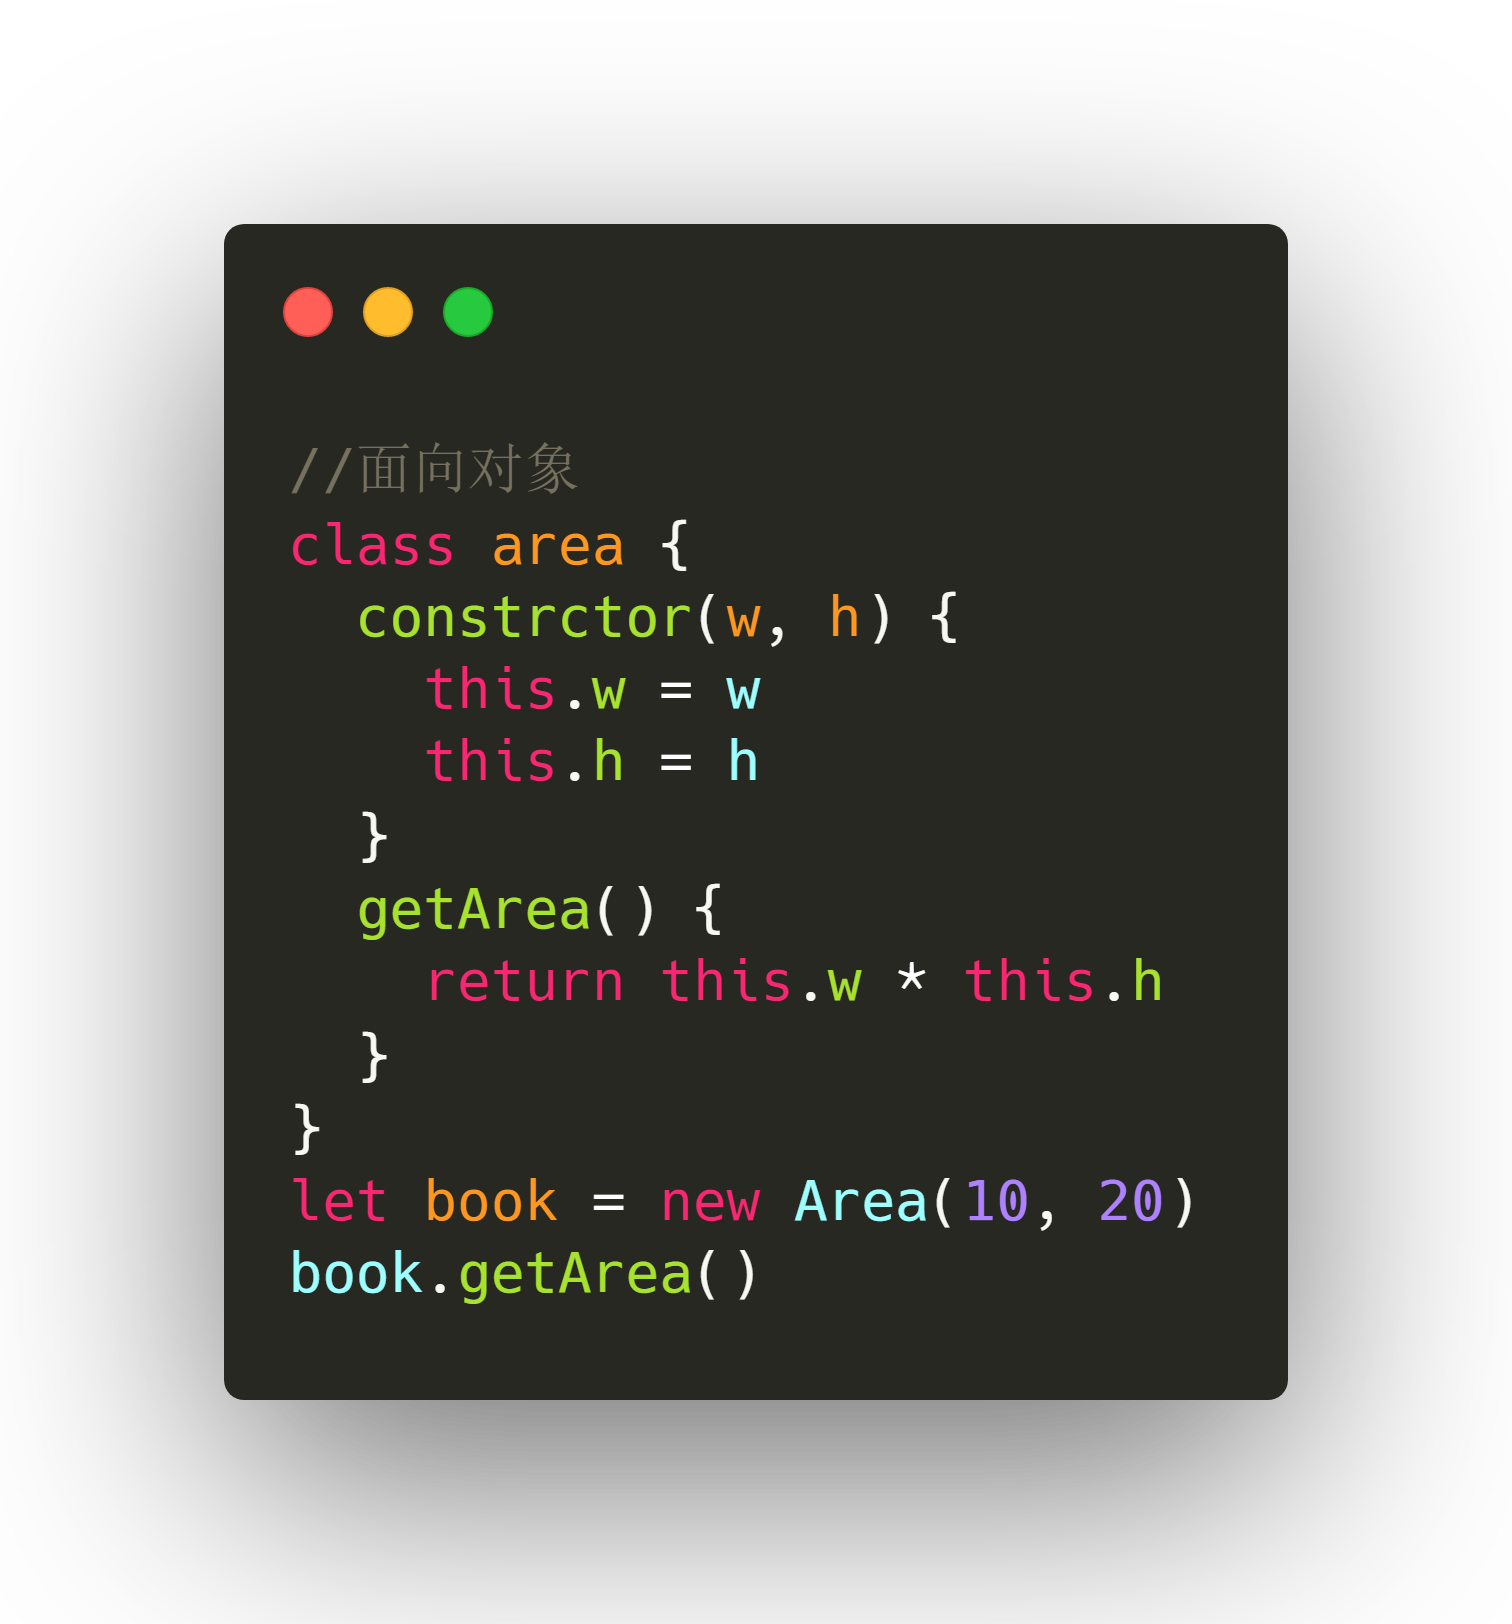 //面向对象
class area {
  constrctor(w, h) {
    this.w = w
    this.h = h
  }
  getArea() {
    return this.w * this.h
  }
}
let book = new Area(10, 20)
book.getArea()